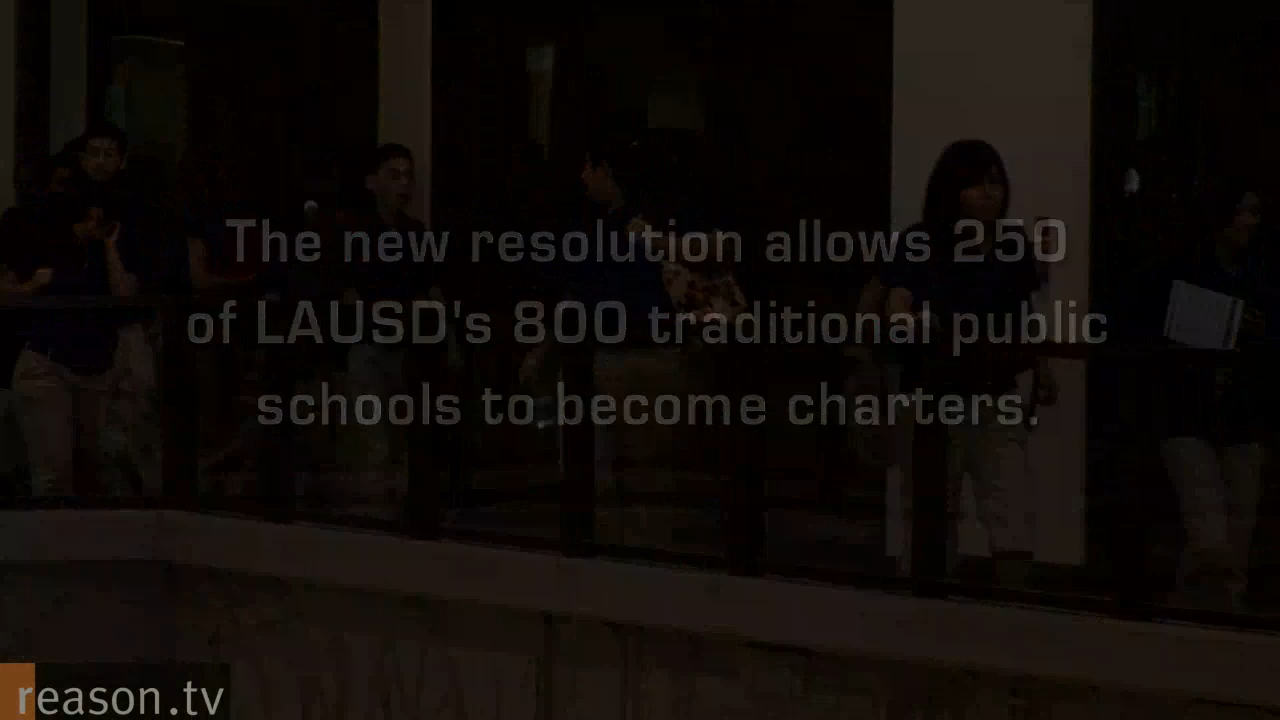 The new resolution allows 250
of LAUSD's 800 traditional public
schools to become charters.
reason.tv